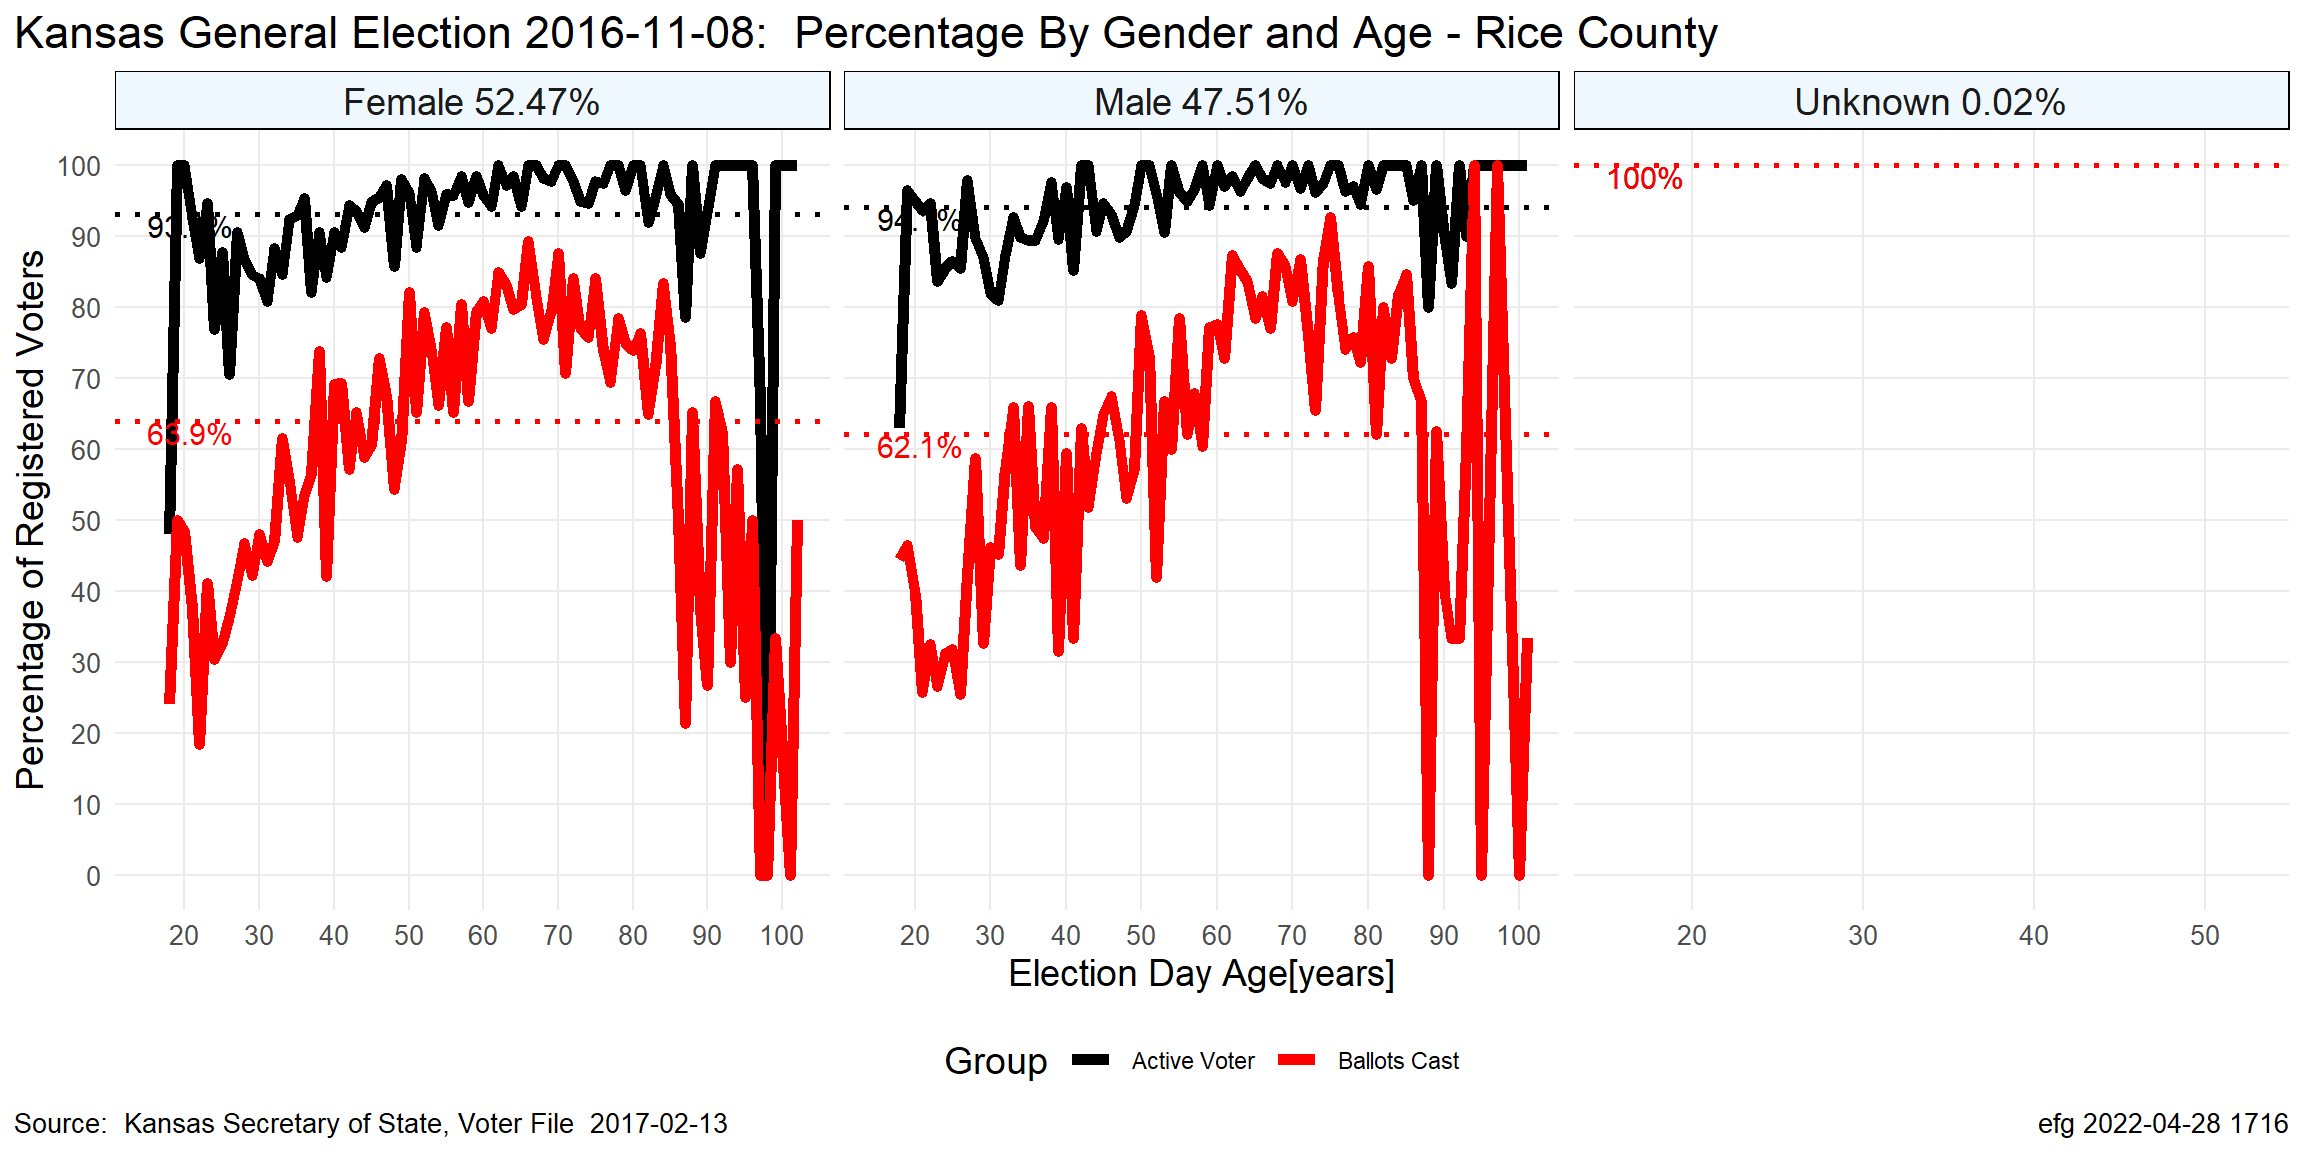 Kansas General Election 2016-11-08:  Percentage By Gender and Age - Rice County
Female 52.47%
Male 47.51%
Unknown 0.02%
Percentage of Registered Voters
100
90
80
70
60
50
40
30
20
10
0
63.9%
62.1%
100%
20 30 40 50 60 70 80 90 100
20 30 40 50 60 70 80 90 100
20 30 40 50
Election Day Age[years]
Group Active Voter Ballots Cast
Source:  Kansas Secretary of State, Voter File  2017-02-13
efg 2022-04-28 1716